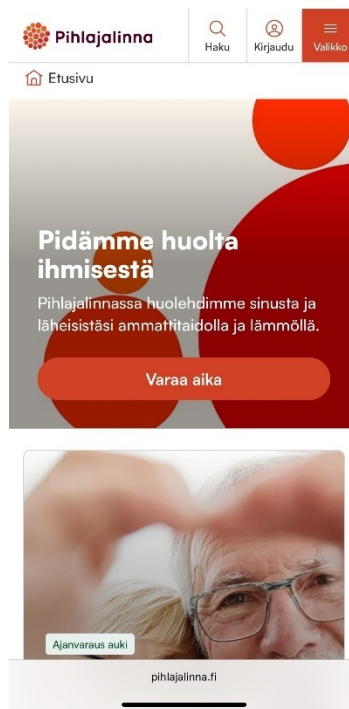 Pihlajalinna
Haku
Kirjaudu
Valikko
Etusivu
Pidämme huolta
ihmisestä
Pihlajalinnassa huolehdimme sinusta ja
läheisistäsi ammattitaidolla ja lämmöllä.
Varaa aika
Ajanvaraus auki
pihlajalinna.fi